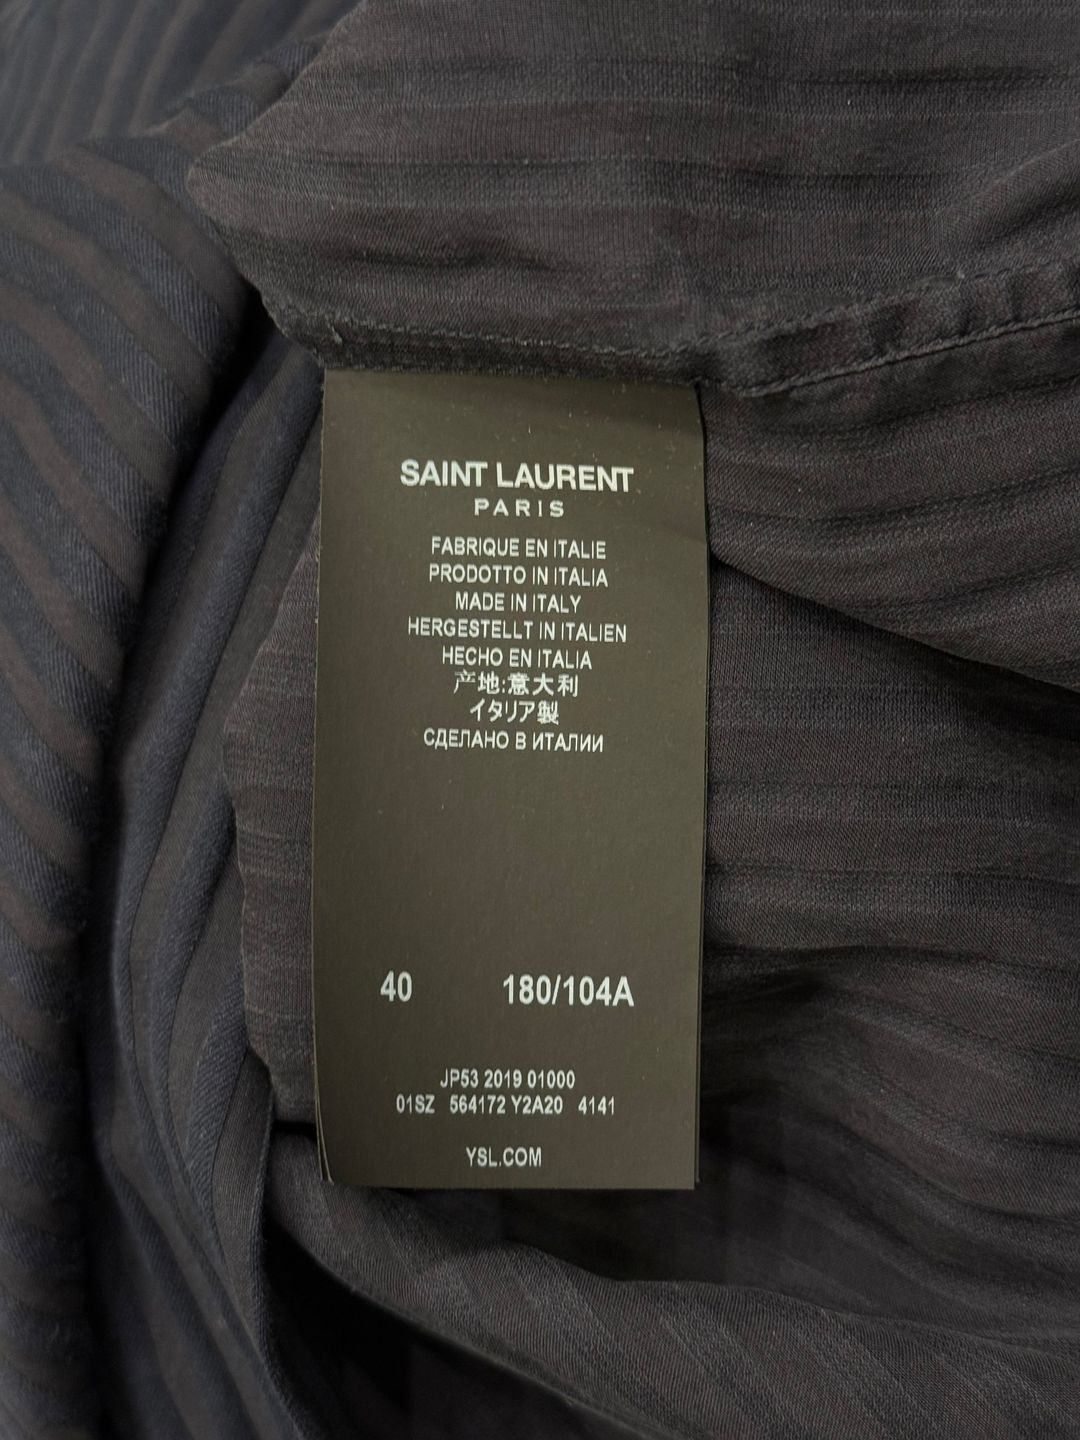 SAINT LAURENT
PARIS
FABRIQUE EN ITALIE
PRODOTTO IN ITALIA
MADE IN ITALY
HERGESTELLT IN ITALIEN
HECHO EN ITALIA
产地:意大利
イタリア製
СДЕЛАНО В ИТАЛИИ
40 180/104A
JP53 2019 01000
01SZ 564172 Y2A20 4141
YSL.COM